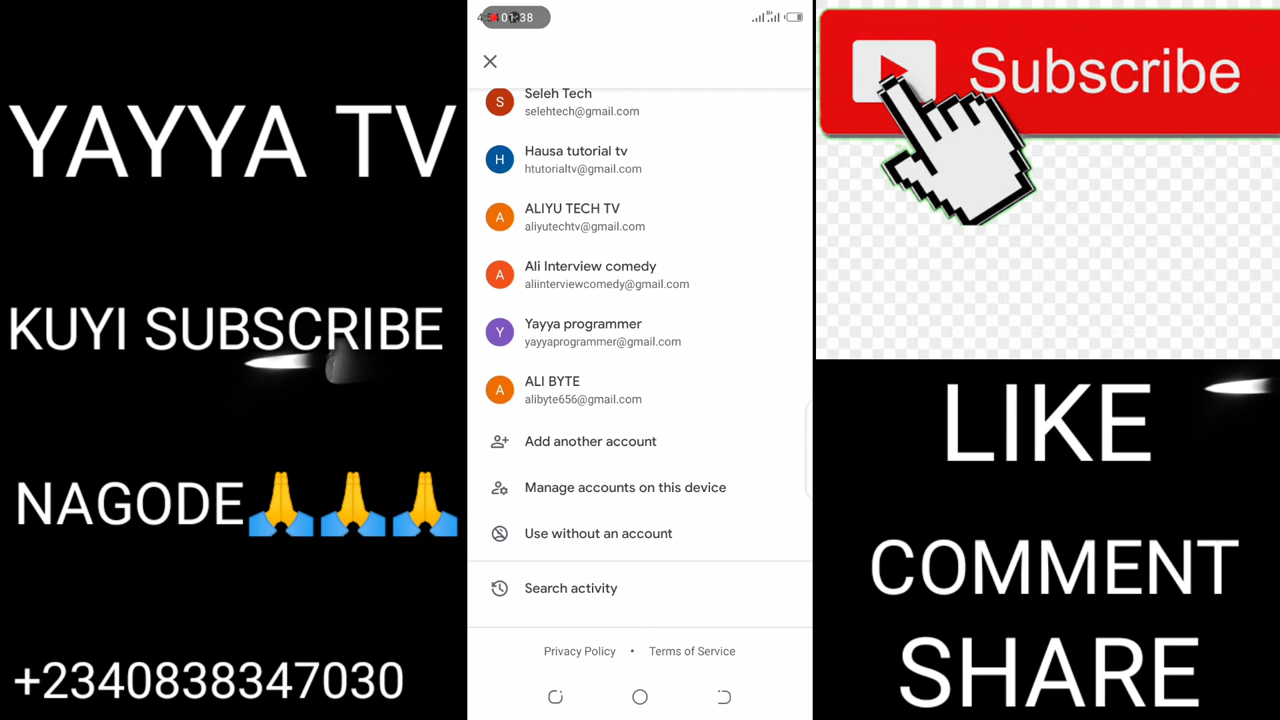 YAYYA TV
KUYI SUBSCRIBE
NAGODE🙏🙏🙏
+2340838347030
01:38
Seleh Tech
selehtech@gmail.com
H
Hausa tutorial tv
htutorialtv@gmail.com
A
ALIYU TECH TV
aliyutechtv@gmail.com
A
Ali Interview comedy
aliinterviewcomedy@gmail.com
Y
Yayya programmer
yayyaprogrammer@gmail.com
A
ALI BYTE
alibyte656@gmail.com
Add another account
Manage accounts on this device
Use without an account
Search activity
Privacy Policy • Terms of Service
Subscribe
LIKE
COMMENT
SHARE